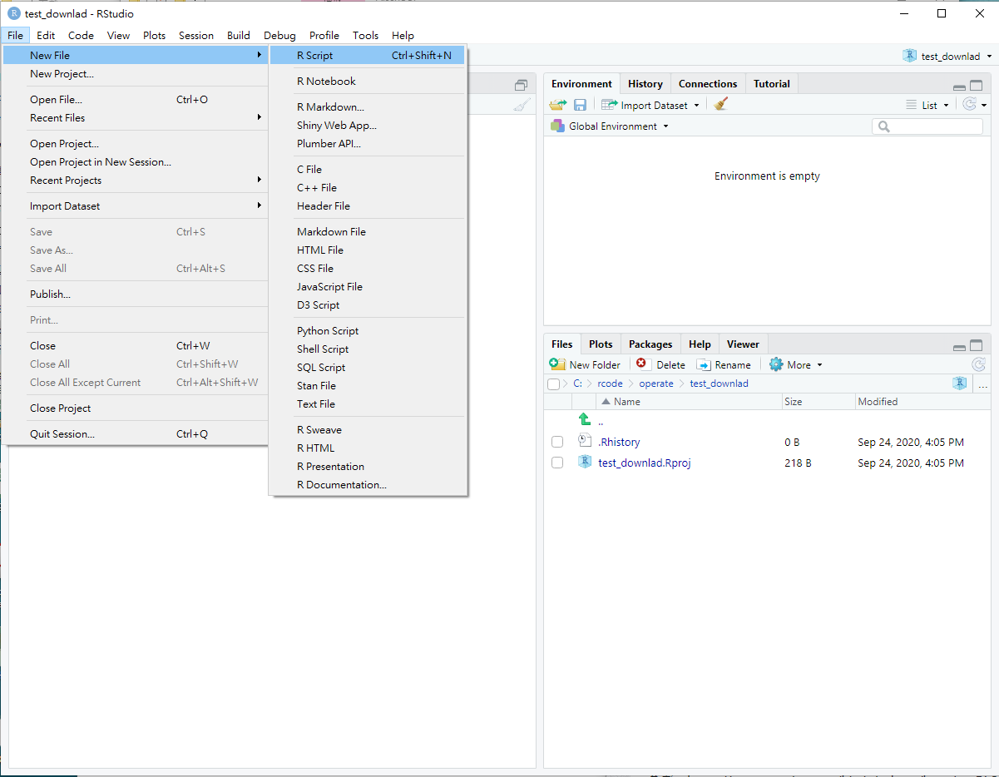 test_downlad - RStudio
File Edit Code View Plots Session Build Debug Profile Tools Help
test_downlad
New File
New Project...
Open File... Ctrl+O
Recent Files
Open Project...
Open Project in New Session...
Recent Projects
Import Dataset
Save Ctrl+S
Save As...
Save All Ctrl+Alt+S
Publish...
Print...
Close Ctrl+W
Close All Ctrl+Shift+W
Close All Except Current Ctrl+Alt+Shift+W
Close Project
Quit Session... Ctrl+Q
R Script Ctrl+Shift+N
R Notebook
R Markdown...
Shiny Web App...
Plumber API...
C File
C++ File
Header File
Markdown File
HTML File
CSS File
JavaScript File
D3 Script
Python Script
Shell Script
SQL Script
Stan File
Text File
R Sweave
R HTML
R Presentation
R Documentation...
Environment History Connections Tutorial
Import Dataset List
Global Environment
Environment is empty
Files Plots Packages Help Viewer
New Folder Delete Rename More
C: rcode operate test_downlad
R ...
Name Size Modified
..
.Rhistory 0 B Sep 24, 2020, 4:05 PM
test_downlad.Rproj 218 B Sep 24, 2020, 4:05 PM